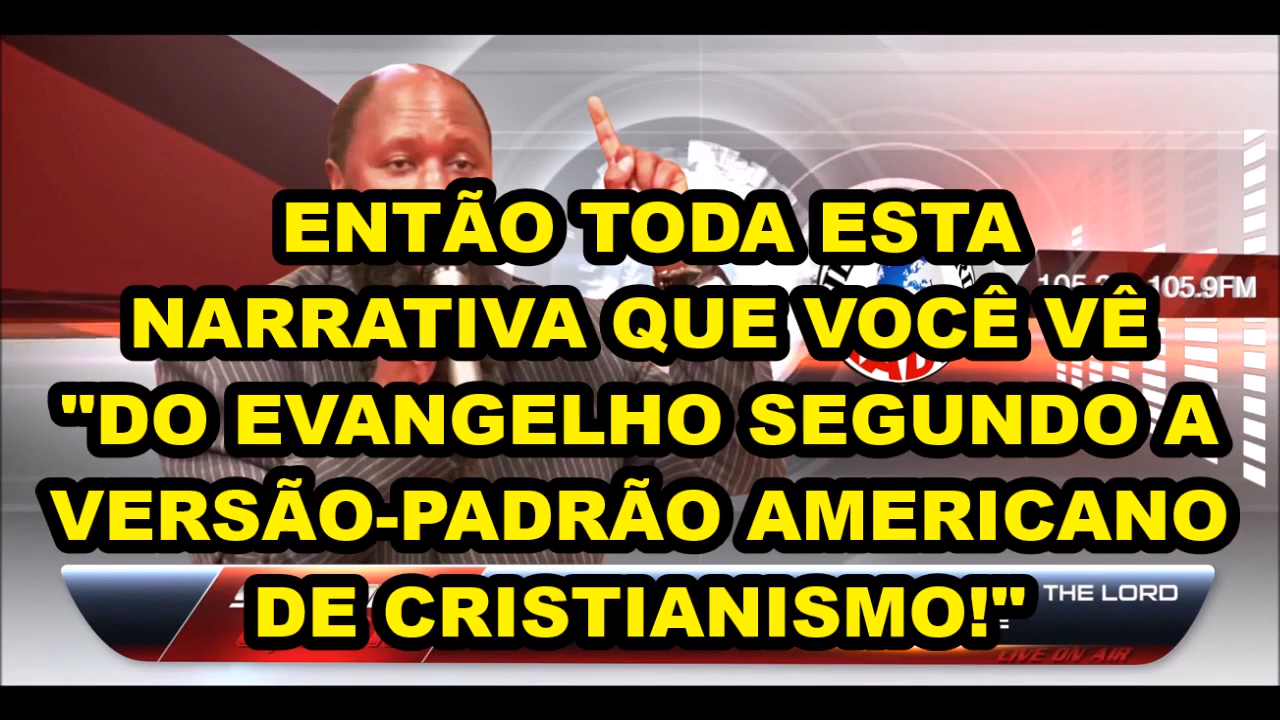 ENTÃO TODA ESTA
NARRATIVA QUE VOCÊ VÊ
"DO EVANGELHO SEGUNDO A
VERSÃO-PADRÃO AMERICANO
DE CRISTIANISMO!"
105.9FM
THE LORD
LIVE ON AIR